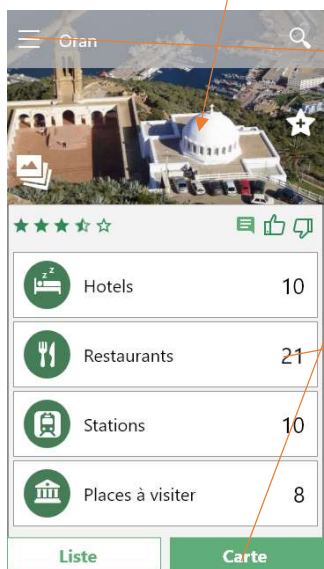 Oran
z z
Hotels 10
Restaurants 21
Stations 10
Places à visiter 8
Liste Carte